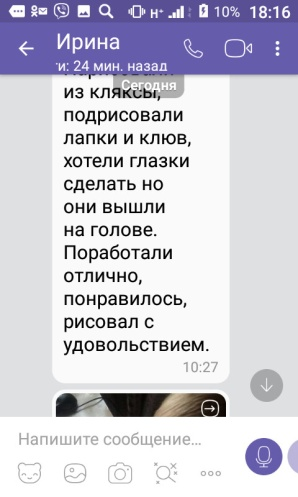 H+ 10% 18:16
Ирина
и: 24 мин. назад
Нарисовали
Сегодня
из кляксы,
подрисовали
лапки и клюв,
хотели глазки
сделать но
они вышли
на голове.
Поработали
отлично,
понравилось,
рисовал с
удовольствием.
10:27
Напишите сообщение...